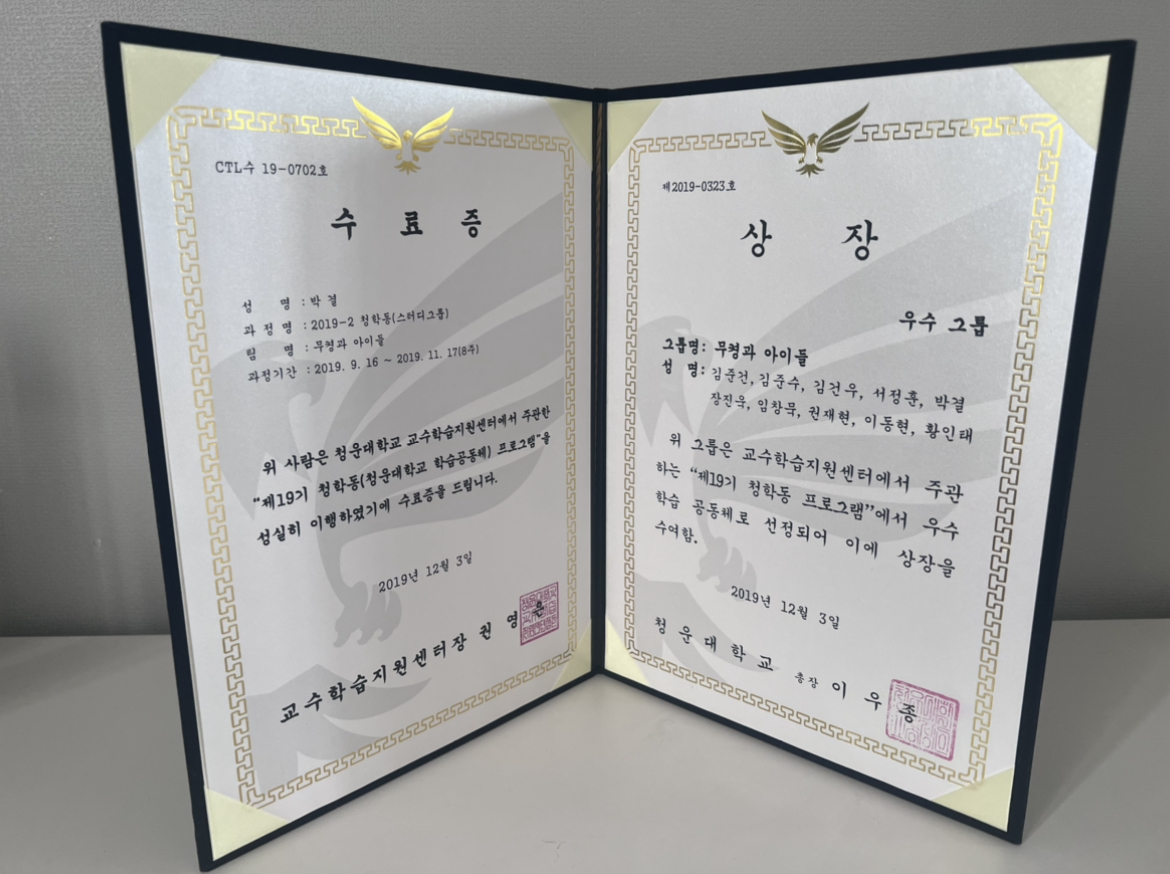 CTL수 19-0702호
수 료 증
성 명 : 박 결
과 정 명 : 2019-2 청학동(스터디그룹)
팀 명 : 무켱과 아이들
과정기간 : 2019. 9. 16 ~ 2019. 11. 17(8주)
위 사람은 청운대학교 교수학습지원센터에서 주관한
"제19기 청학동(청운대학교 학습공동체) 프로그램"을
성실히 이행하였기에 수료증을 드립니다.
2019년 12월 3일
교수학습지원센터장 권 영 은
제2019-0323호
상 장
우수 그룹
그룹명: 무켱과 아이들
성 명: 김준건, 김준수, 김건우, 서정훈, 박결
장진욱, 임창묵, 권재현, 이동현, 황인태
위 그룹은 교수학습지원센터에서 주관
하는 "제19기 청학동 프로그램"에서 우수
학습 공동체로 선정되어 이에 상장을
수여함.
2019년 12월 3일
청 운 대 학 교 총장 이 우 종